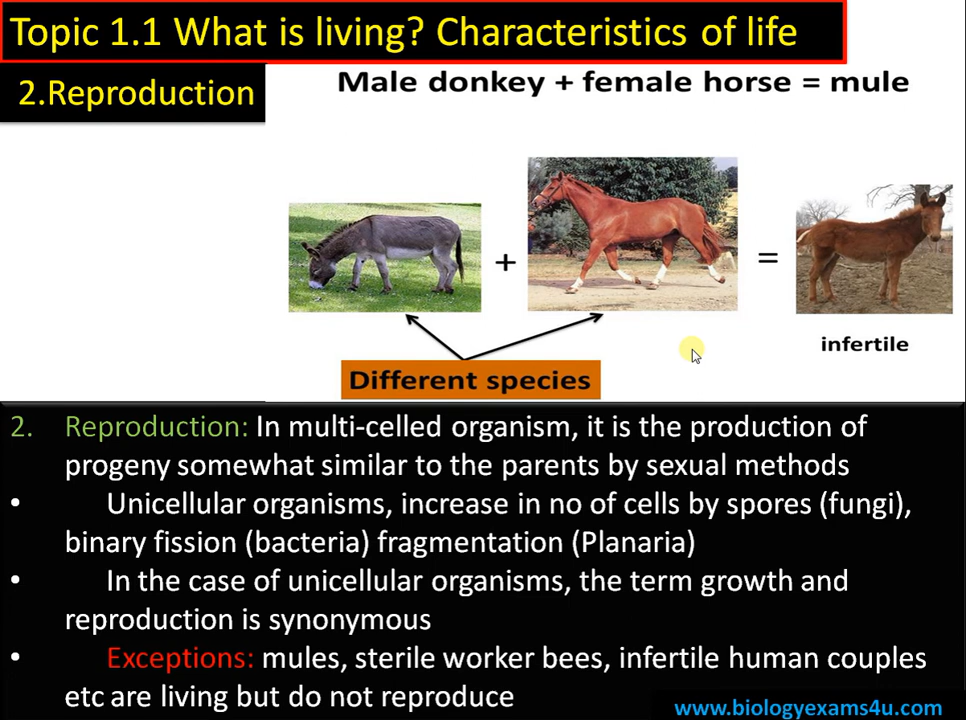 Topic 1.1 What is living? Characteristics of life
2.Reproduction
Male donkey + female horse = mule
+
=
infertile
Different species
2. Reproduction: In multi-celled organism, it is the production of
progeny somewhat similar to the parents by sexual methods
• Unicellular organisms, increase in no of cells by spores (fungi),
binary fission (bacteria) fragmentation (Planaria)
• In the case of unicellular organisms, the term growth and
reproduction is synonymous
• Exceptions: mules, sterile worker bees, infertile human couples
etc are living but do not reproduce
www.biologyexams4u.com